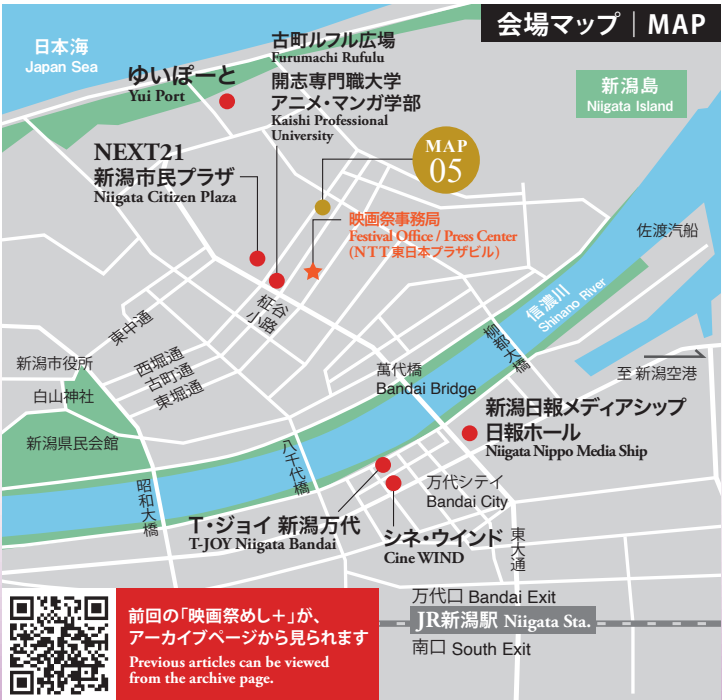 会場マップ｜MAP
日本海
Japan Sea
ゆいぽーと
Yui Port
古町ルフル広場
Furumachi Rufulu
開志専門職大学
アニメ・マンガ学部
Kaishi Professional
University
新潟島
Niigata Island
MAP
05
NEXT21
新潟市民プラザ
Niigata Citizen Plaza
映画祭事務局
Festival Office / Press Center
(NTT東日本プラザビル)
佐渡汽船
信濃川
Shinano River
柾谷
小路
柳都大橋
東中通
西堀通
古町通
東堀通
新潟市役所
白山神社
新潟県民会館
萬代橋
Bandai Bridge
至 新潟空港
新潟日報メディアシップ
日報ホール
Niigata Nippo Media Ship
八千代橋
昭和大橋
万代シテイ
Bandai City
T・ジョイ 新潟万代
T-JOY Niigata Bandai
シネ・ウインド
Cine WIND
東大通
万代口 Bandai Exit
JR新潟駅 Niigata Sta.
南口 South Exit
前回の「映画祭めし＋」が、
アーカイブページから見られます
Previous articles can be viewed
from the archive page.